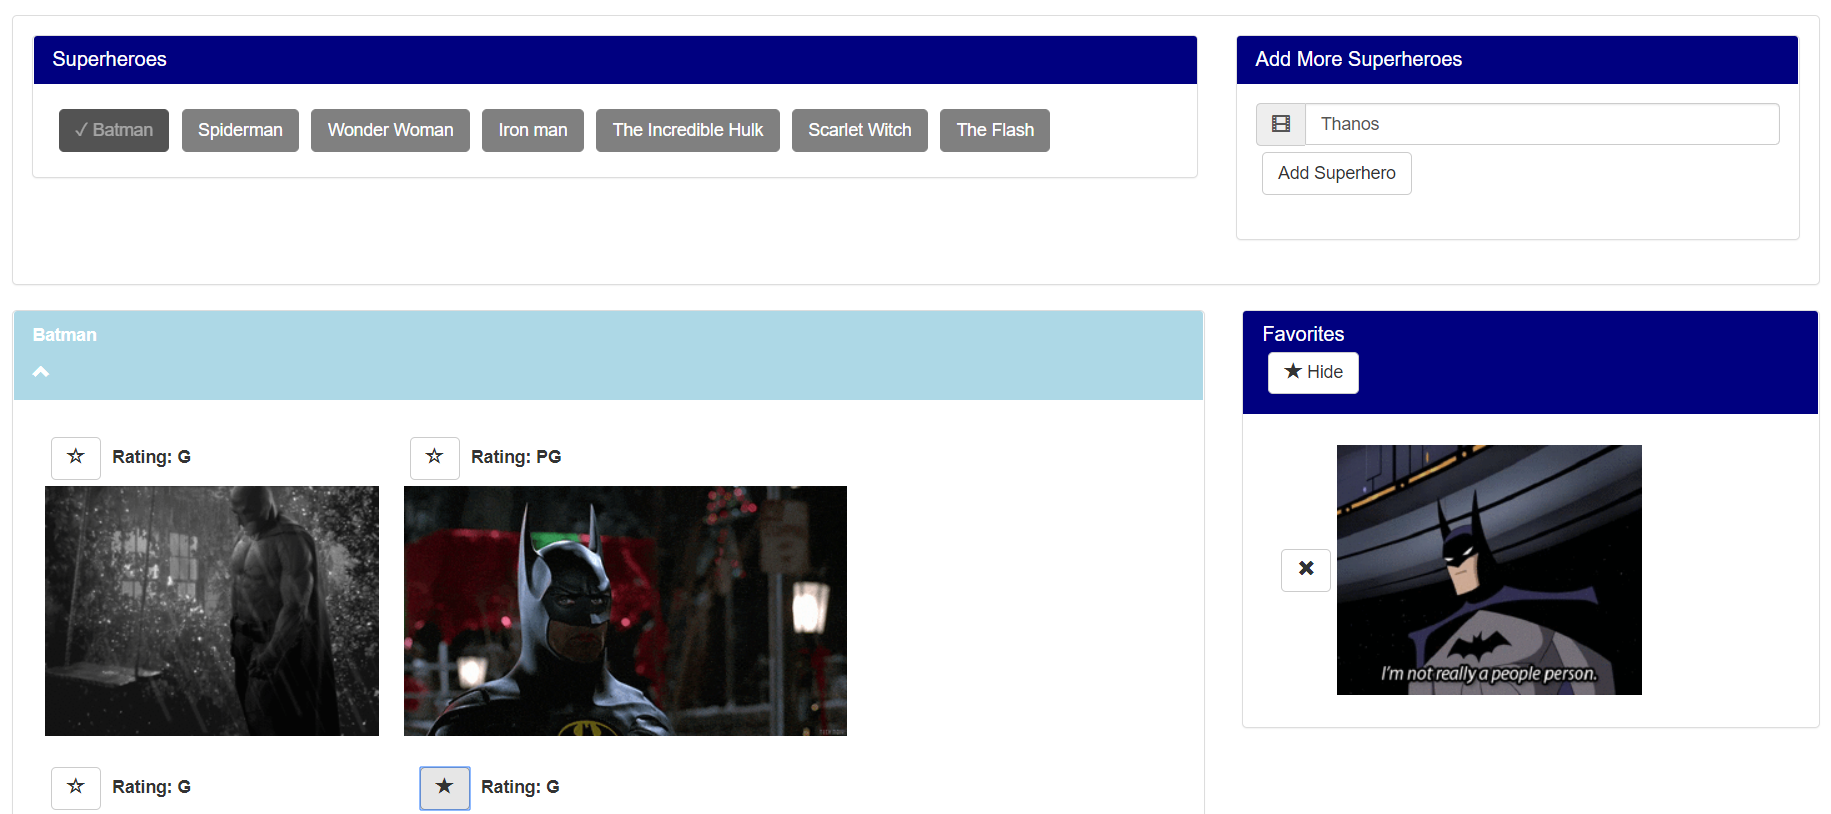 Superheroes
✓ Batman
Spiderman
Wonder Woman
Iron man
The Incredible Hulk
Scarlet Witch
The Flash
Add More Superheroes
Thanos
Add Superhero
Batman
Rating: G
Rating: PG
Rating: G
Rating: G
Favorites
★ Hide
I'm not really a people person.